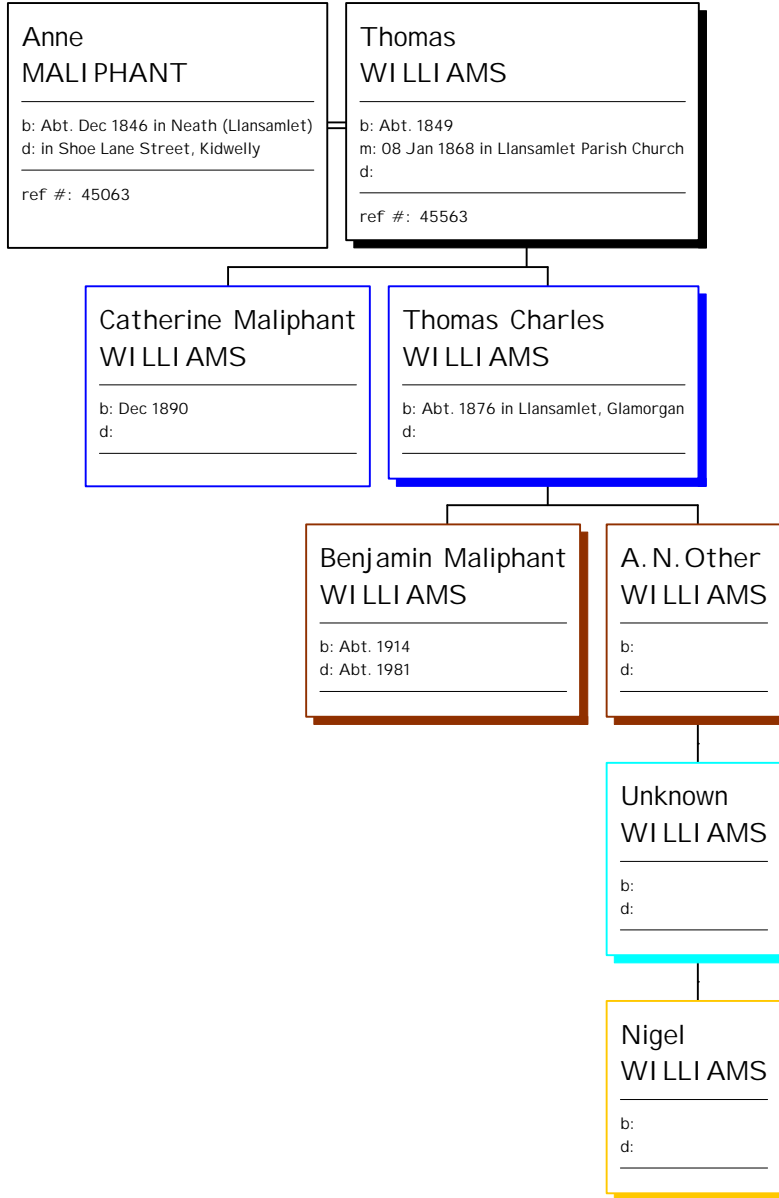 Anne
MALIPHANT
b: Abt. Dec 1846 in Neath (Llansamlet)
d: in Shoe Lane Street, Kidwelly
ref #: 45063
Thomas
WILLIAMS
b: Abt. 1849
m: 08 Jan 1868 in Llansamlet Parish Church
d:
ref #: 45563
Catherine Maliphant
WILLIAMS
b: Dec 1890
d:
Thomas Charles
WILLIAMS
b: Abt. 1876 in Llansamlet, Glamorgan
d:
Benjamin Maliphant
WILLIAMS
b: Abt. 1914
d: Abt. 1981
A.N.Other
WILLIAMS
b:
d:
Unknown
WILLIAMS
b:
d:
Nigel
WILLIAMS
b:
d: